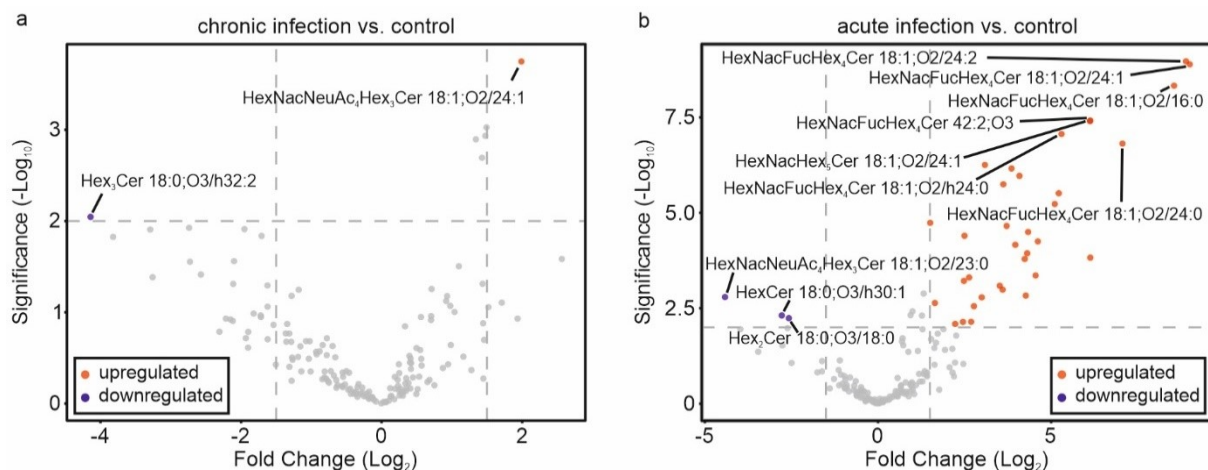 a
chronic infection vs. control
HexNacNeuAc₄Hex₃Cer 18:1;O2/24:1
Hex₃Cer 18:0;O3/h32:2
upregulated
downregulated
Significance (-Log₁₀)
3
2
1
0
-4
-2
0
2
Fold Change (Log₂)
b
acute infection vs. control
HexNacFucHex₄Cer 18:1;O2/24:2
HexNacFucHex₄Cer 18:1;O2/24:1
HexNacFucHex₄Cer 18:1;O2/16:0
HexNacFucHex₄Cer 42:2;O3
HexNacHex₅Cer 18:1;O2/24:1
HexNacFucHex₄Cer 18:1;O2/h24:0
HexNacFucHex₄Cer 18:1;O2/24:0
HexNacNeuAc₄Hex₃Cer 18:1;O2/23:0
HexCer 18:0;O3/h30:1
Hex₂Cer 18:0;O3/18:0
upregulated
downregulated
Significance (-Log₁₀)
7.5
5.0
2.5
0
-5
0
5
Fold Change (Log₂)